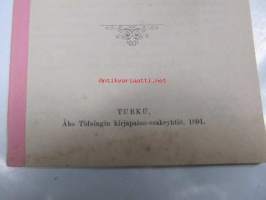 antikvariaatti.net
TURKU,
Åbo Tidningin kirjapaino-osakeyhtiö, 1891.